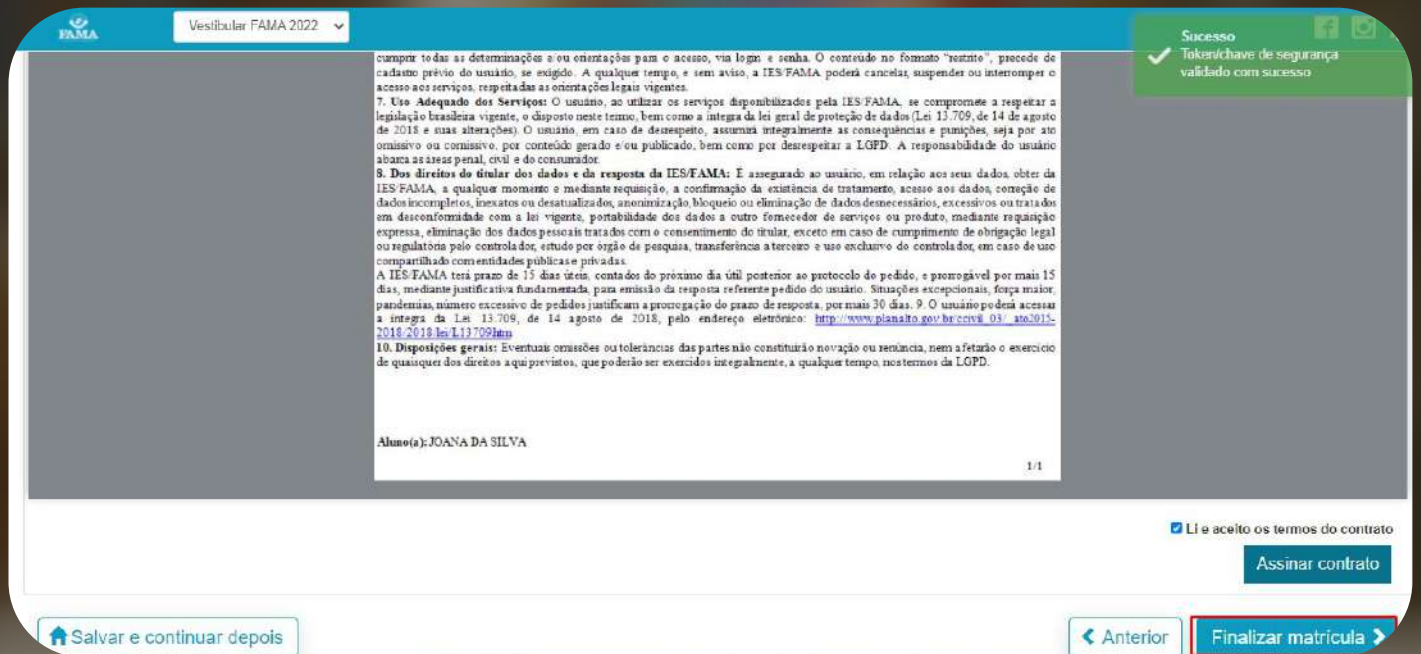 FAMA
Vestibular FAMA 2022
Sucesso
Token/chave de segurança
validado com sucesso
cumprir todas as determinações e/ou orientações para o acesso, via login e senha. O conteúdo no formato "restrito", precede de
cadastro prévio do usuário, se exigido. A qualquer tempo, e sem aviso, a IES/FAMA poderá cancelar, suspender ou interromper o
acesso aos serviços, respeitadas as orientações legais vigentes.
7. Uso Adequado dos Serviços: O usuário, ao utilizar os serviços disponibilizados pela IES/FAMA, se compromete a respeitar a
legislação brasileira vigente, o disposto neste termo, bem como a íntegra da lei geral de proteção de dados (Lei 13.709, de 14 de agosto
de 2018 e suas alterações). O usuário, em caso de desrespeito, assumirá integralmente as consequências e punições, seja por ato
omissivo ou comissivo, por conteúdo gerado e/ou publicado, bem como por desrespeitar a LGPD. A responsabilidade do usuário
abarca as áreas penal, civil e do consumidor.
8. Dos direitos do titular dos dados e da resposta da IES/FAMA: É assegurado ao usuário, em relação aos seus dados, obter da
IES/FAMA, a qualquer momento e mediante requisição, a confirmação da existência de tratamento, acesso aos dados, correção de
dados incompletos, inexatos ou desatualizados, anonimização, bloqueio ou eliminação de dados desnecessários, excessivos ou tratados
em desconformidade com a lei vigente, portabilidade dos dados a outro fornecedor de serviços ou produto, mediante requisição
expressa, eliminação dos dados pessoais tratados com o consentimento do titular, exceto em caso de cumprimento de obrigação legal
ou regulatória pelo controlador, estudo por órgão de pesquisa, transferência a terceiro e uso exclusivo do controlador, em caso de uso
compartilhado com entidades públicas e privadas.
A IES/FAMA terá prazo de 15 dias úteis, contados do próximo dia útil posterior ao protocolo do pedido, e prorrogável por mais 15
dias, mediante justificativa fundamentada, para emissão da resposta referente pedido do usuário. Situações excepcionais, força maior,
pandemias, número excessivo de pedidos justificam a prorrogação do prazo de resposta, por mais 30 dias. 9. O usuário poderá acessar
a íntegra da Lei 13.709, de 14 agosto de 2018, pelo endereço eletrônico: http://www.planalto.gov.br/ccivil_03/_ato2015-
2018/2018/lei/L13709.htm
10. Disposições gerais: Eventuais omissões ou tolerâncias das partes não constituirão novação ou renúncia, nem afetarão o exercício
de quaisquer dos direitos aqui previstos, que poderão ser exercidos integralmente, a qualquer tempo, nos termos da LGPD.
Aluno(a): JOANA DA SILVA
1/1
Li e aceito os termos do contrato
Assinar contrato
Salvar e continuar depois
Anterior
Finalizar matrícula